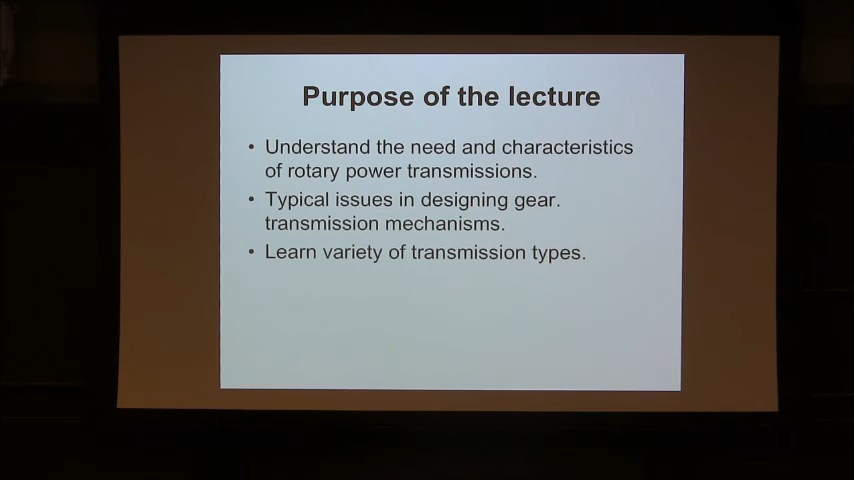 Purpose of the lecture
• Understand the need and characteristics
of rotary power transmissions.
• Typical issues in designing gear.
transmission mechanisms.
• Learn variety of transmission types.